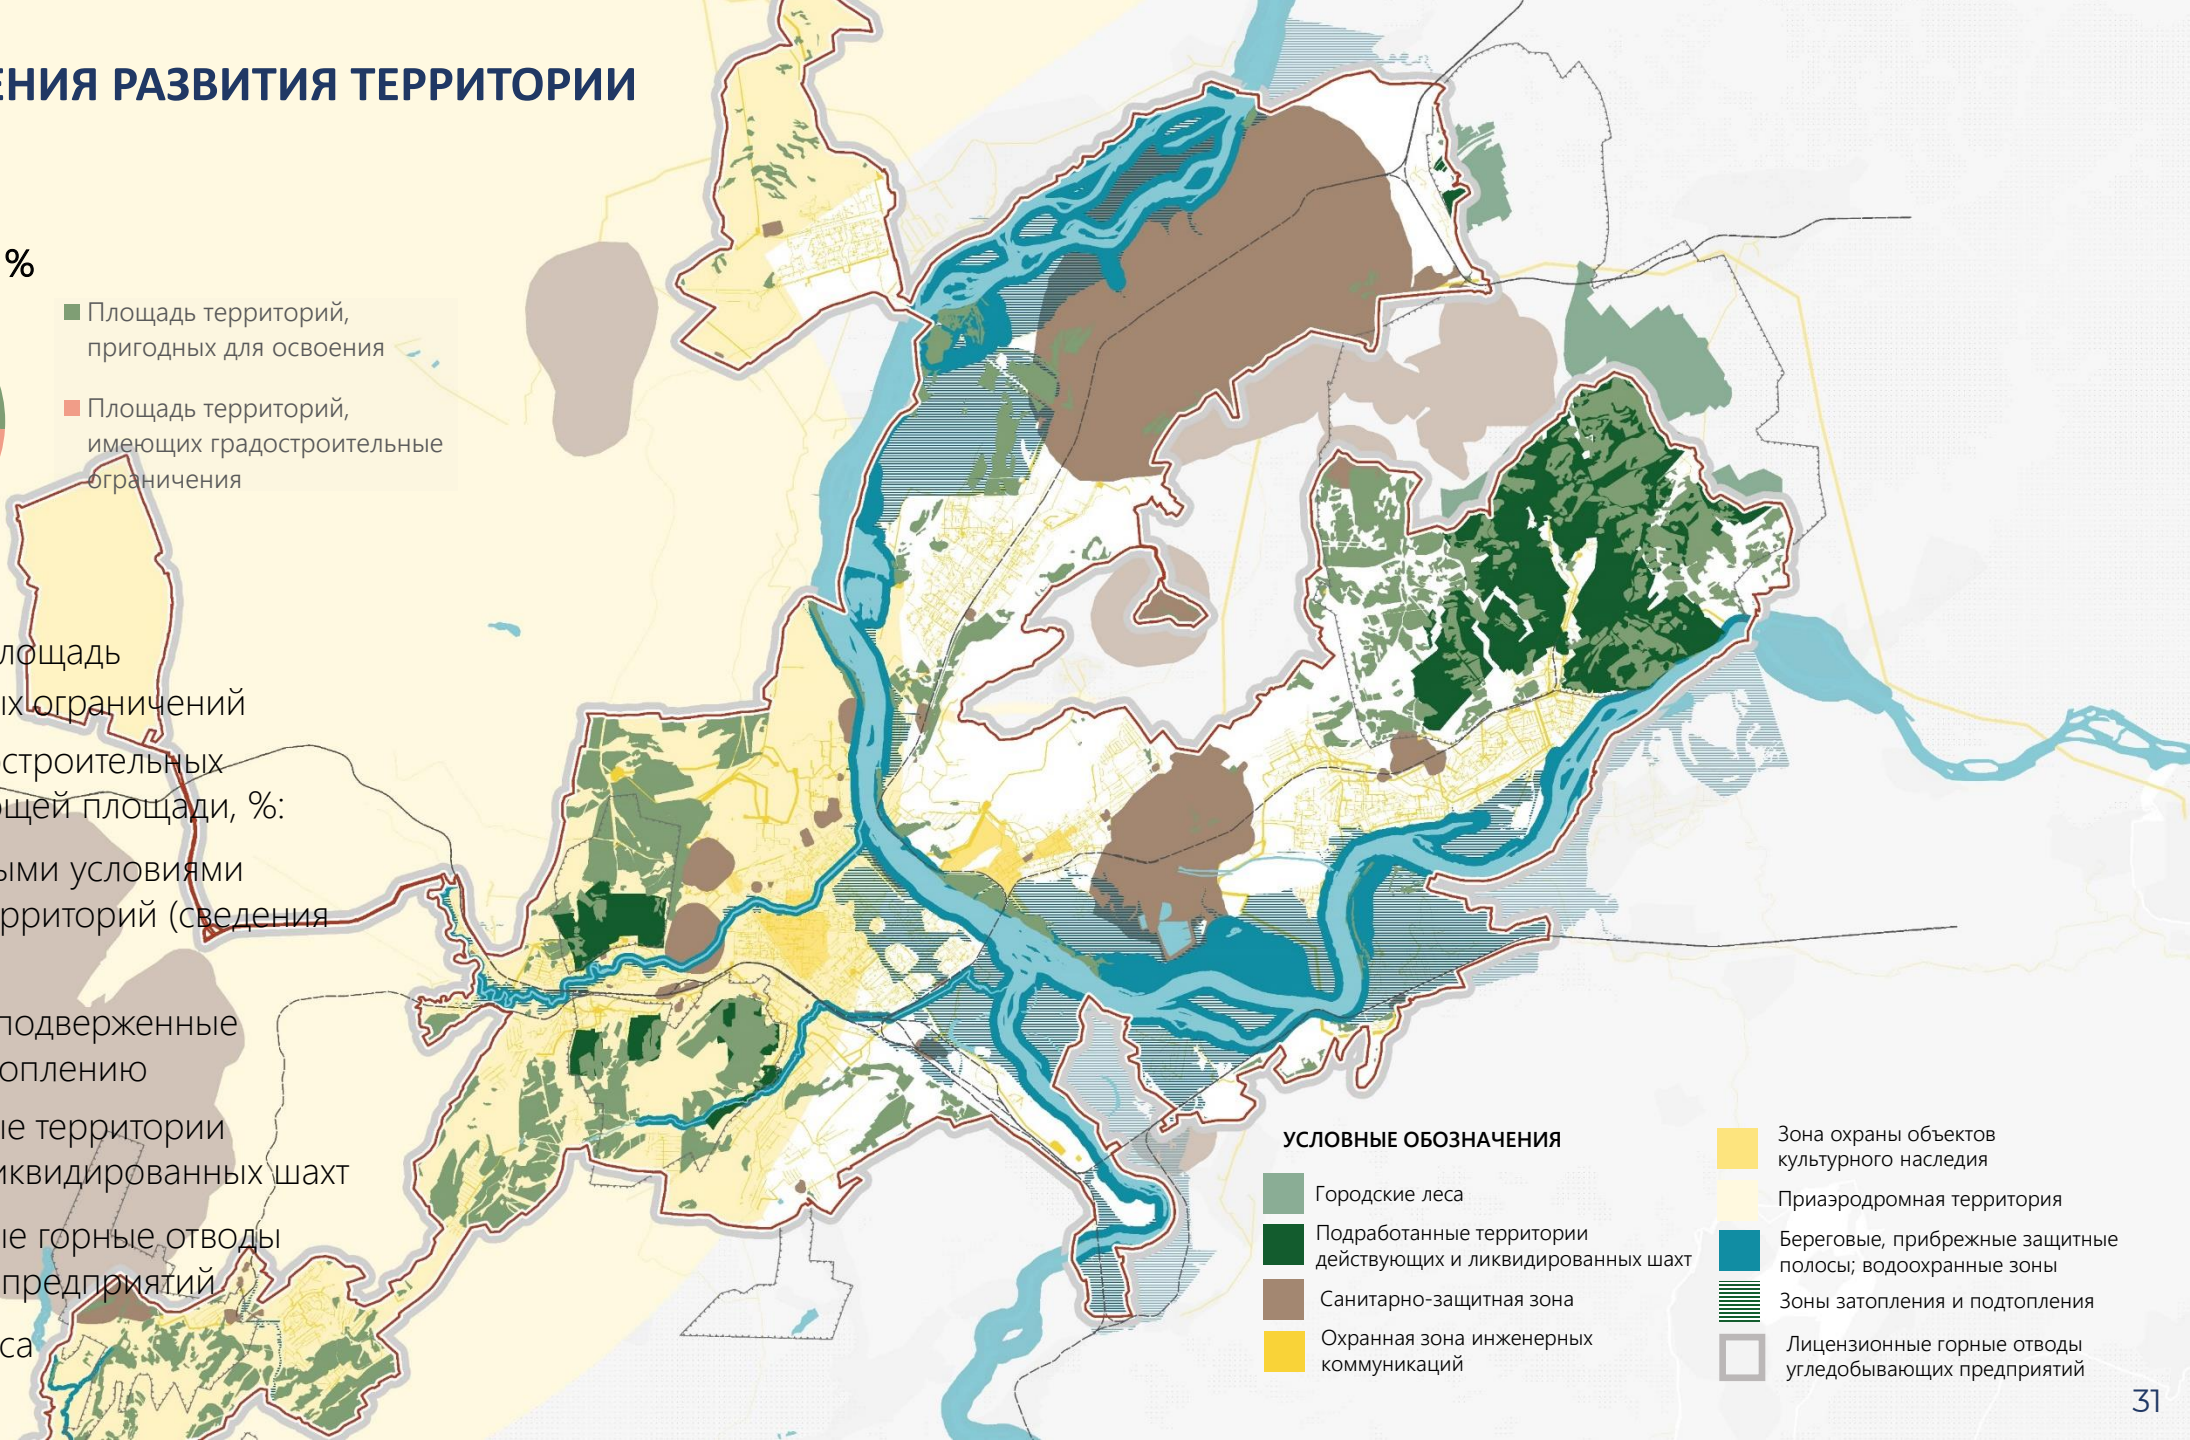 ЕНИЯ РАЗВИТИЯ ТЕРРИТОРИИ
%
Площадь территорий,
пригодных для освоения
Площадь территорий,
имеющих градостроительные
ограничения
лощадь
ых ограничений
остроительных
ощей площади, %:
ыми условиями
рриторий (сведения
подверженные
оплению
ые территории
иквидированных шахт
ые горные отводы
предприятий
са
УСЛОВНЫЕ ОБОЗНАЧЕНИЯ
Городские леса
Подработанные территории
действующих и ликвидированных шахт
Санитарно-защитная зона
Охранная зона инженерных
коммуникаций
Зона охраны объектов
культурного наследия
Приаэродромная территория
Береговые, прибрежные защитные
полосы; водоохранные зоны
Зоны затопления и подтопления
Лицензионные горные отводы
угледобывающих предприятий
31